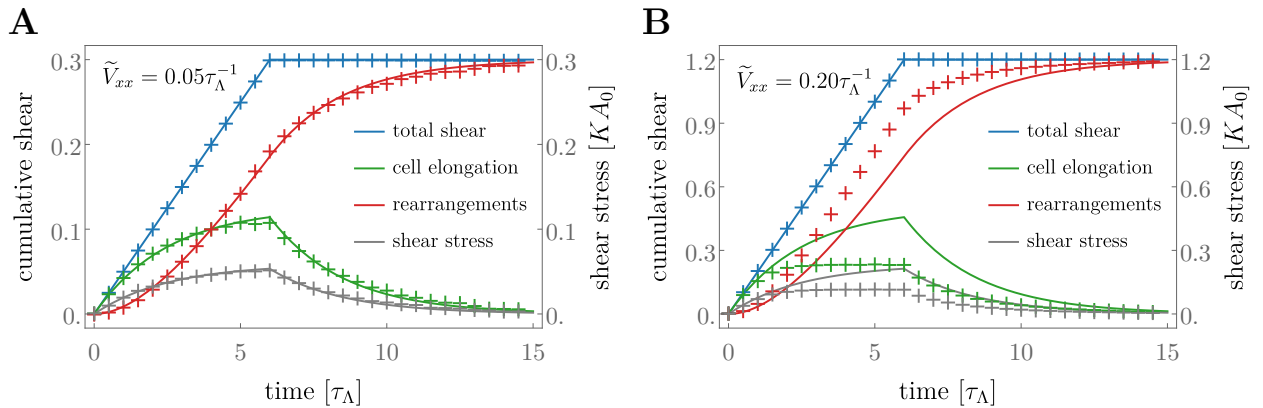 A
Ṽxx = 0.05τΛ⁻¹
cumulative shear
0.3
0.2
0.1
0.
total shear
cell elongation
rearrangements
shear stress
0.3
0.2
0.1
0.
shear stress [K A0]
0
5
10
15
time [τΛ]
B
Ṽxx = 0.20τΛ⁻¹
cumulative shear
1.2
0.9
0.6
0.3
0.
total shear
cell elongation
rearrangements
shear stress
1.2
0.9
0.6
0.3
0.
shear stress [K A0]
0
5
10
15
time [τΛ]